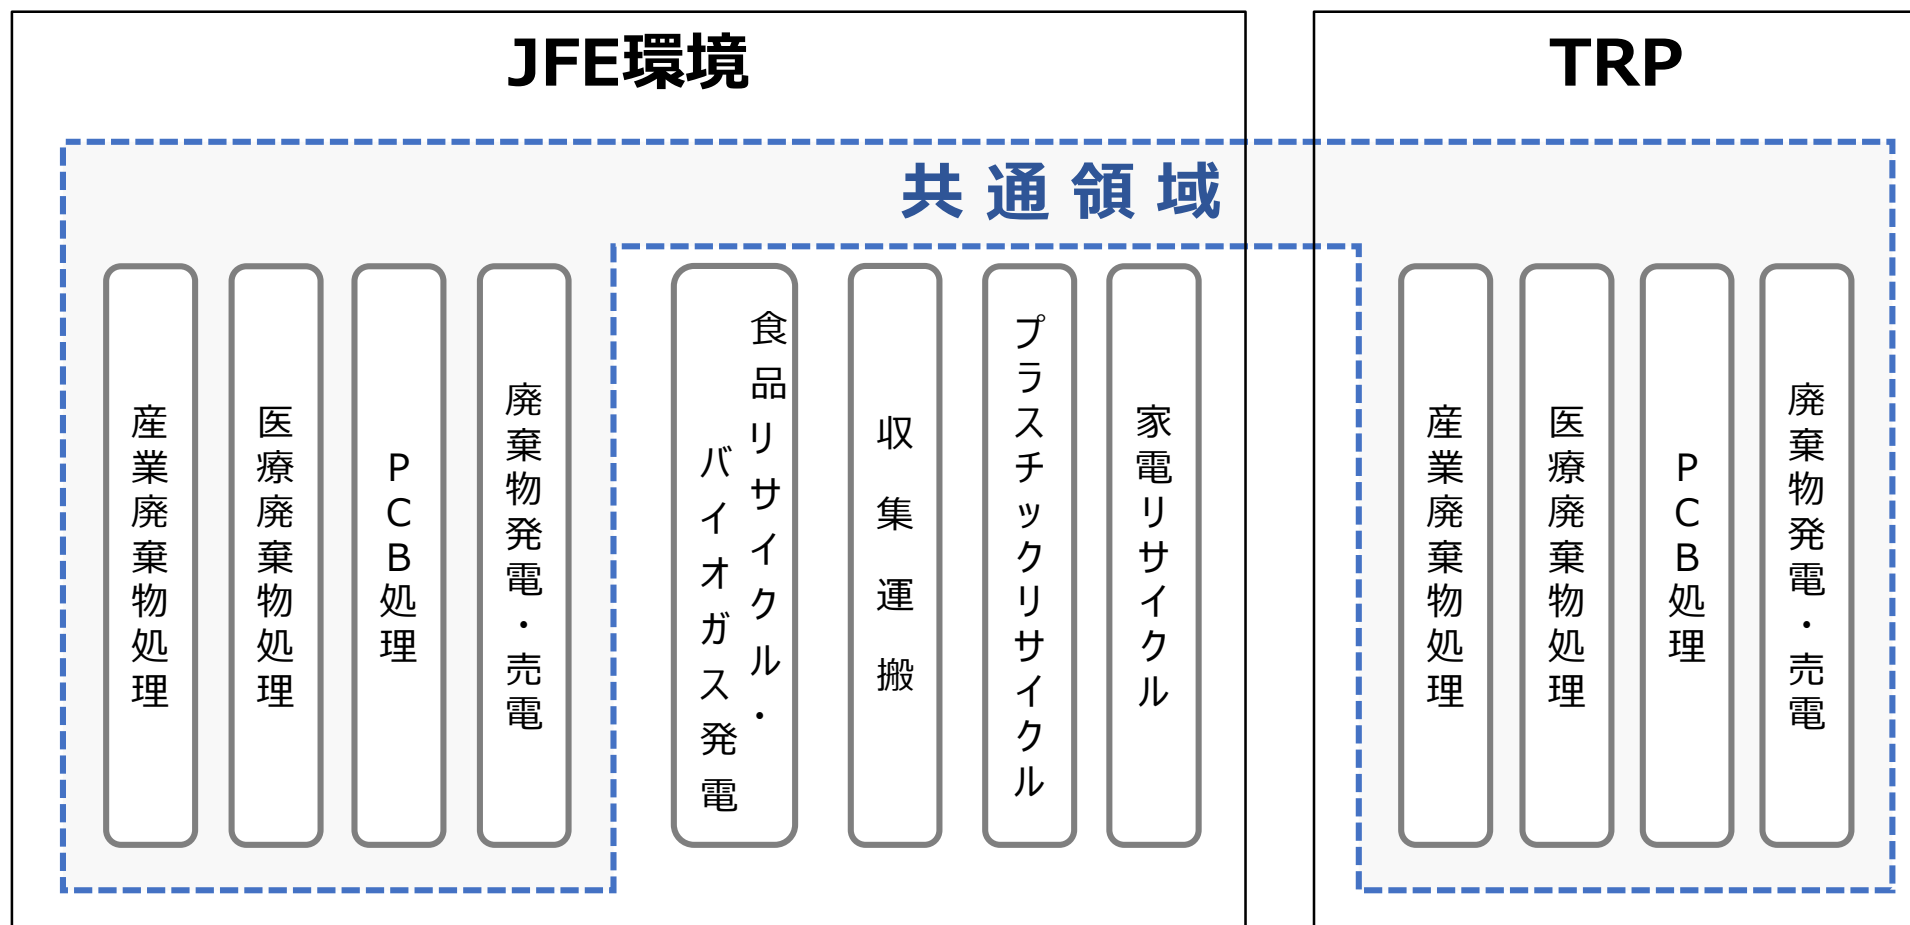 JFE環境
TRP
共通領域
産業廃棄物処理
医療廃棄物処理
PCB処理
廃棄物発電・売電
食品リサイクル・
バイオガス発電
収集運搬
プラスチックリサイクル
家電リサイクル
産業廃棄物処理
医療廃棄物処理
PCB処理
廃棄物発電・売電